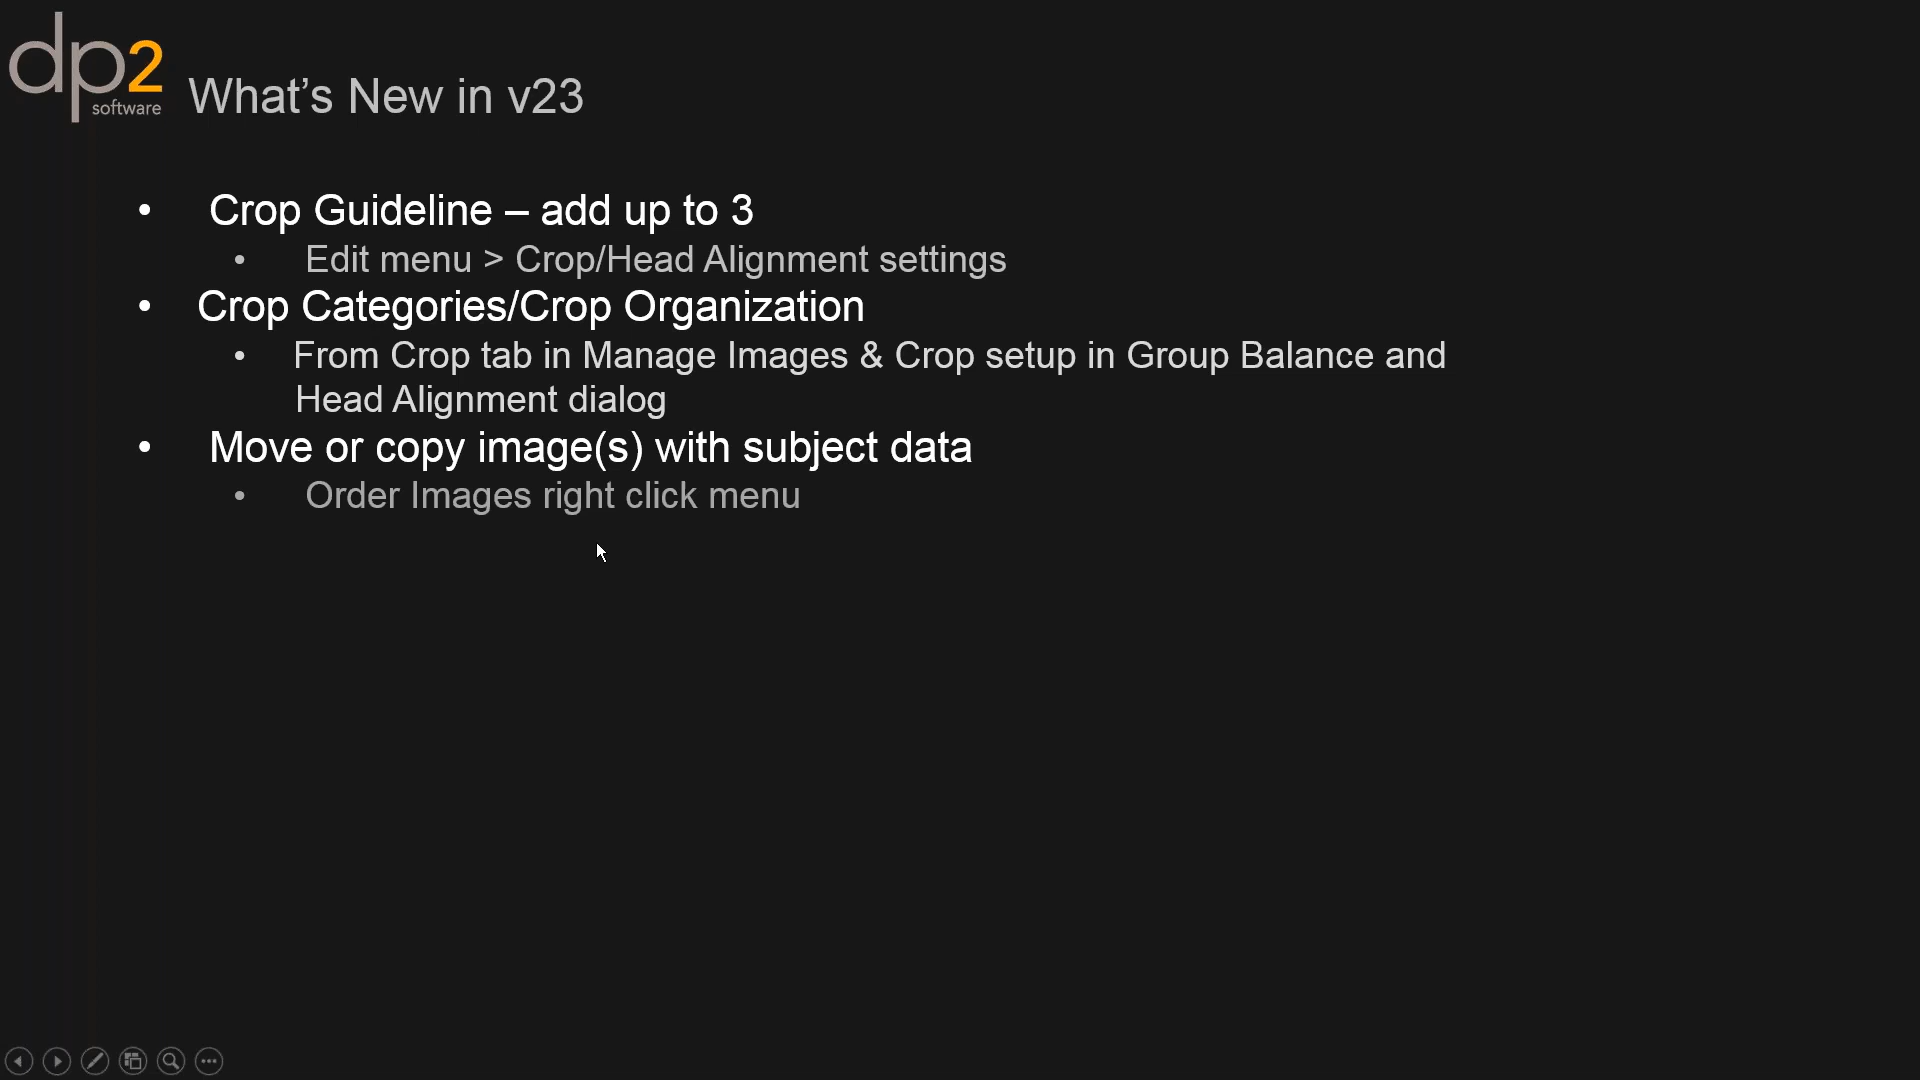 dp2
software
What’s New in v23
• Crop Guideline – add up to 3
• Edit menu > Crop/Head Alignment settings
• Crop Categories/Crop Organization
• From Crop tab in Manage Images & Crop setup in Group Balance and
Head Alignment dialog
• Move or copy image(s) with subject data
• Order Images right click menu